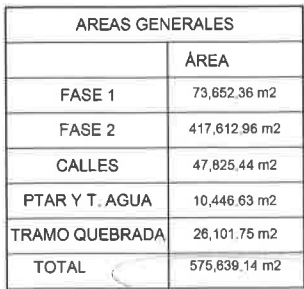 AREAS GENERALES
ÁREA
FASE 1 73,652,36 m2
FASE 2 417,612,96 m2
CALLES 47,825,44 m2
PTAR Y T. AGUA 10,446,63 m2
TRAMO QUEBRADA 26,101.75 m2
TOTAL 575,639,14 m2